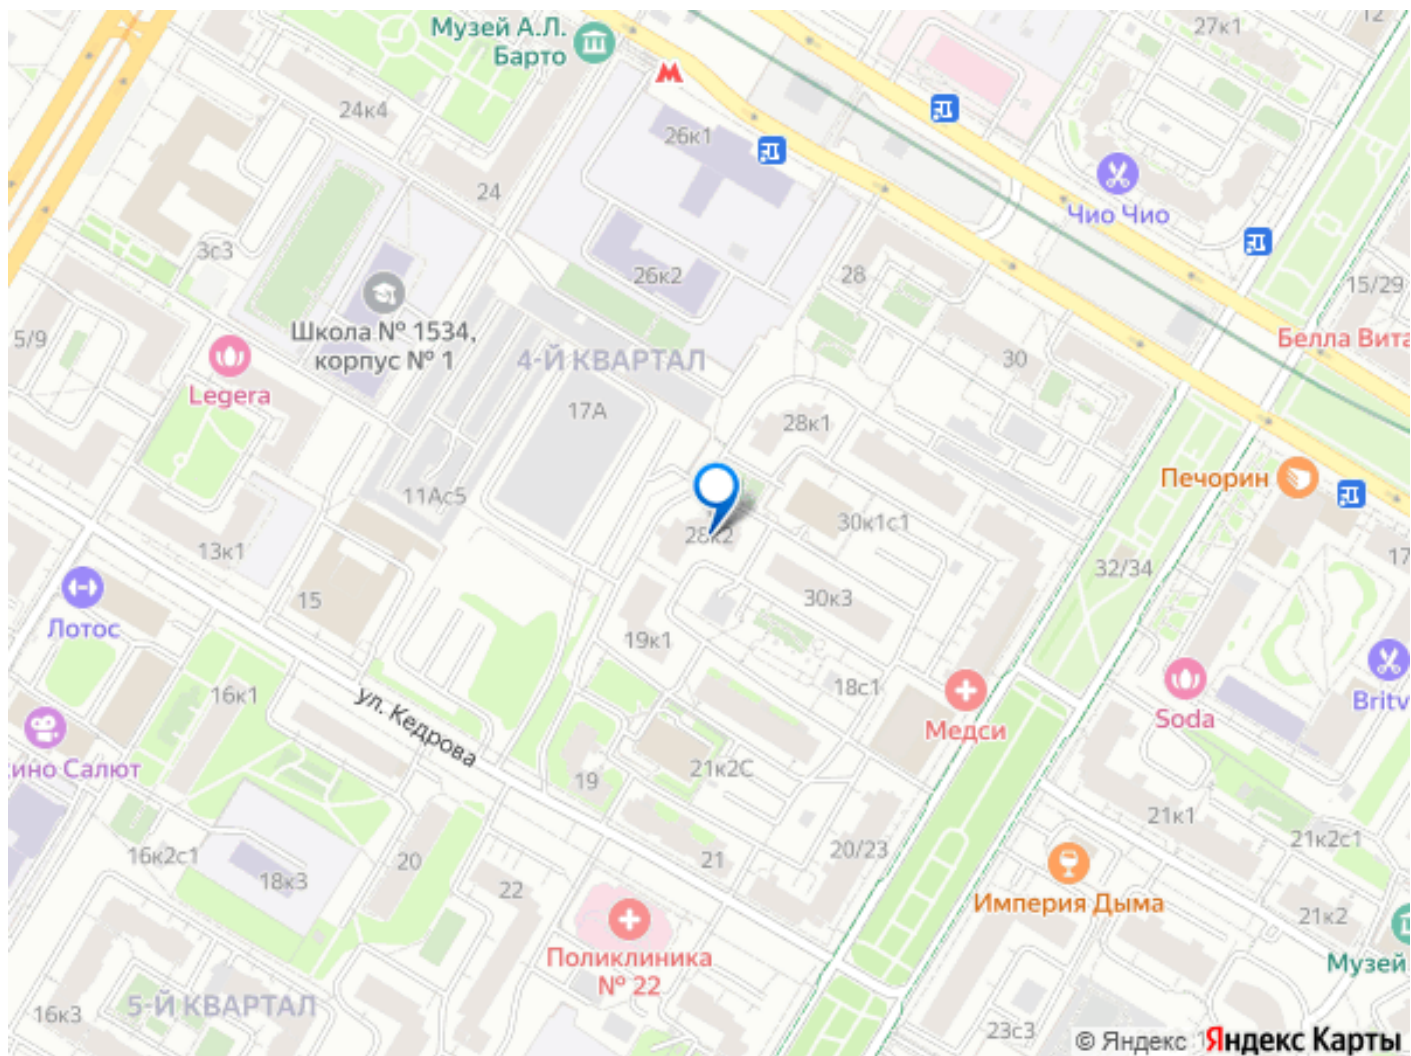 12
27к1
Музей А.Л.
Барто
24к4
26к1
24
Чио Чио
3с3
26к2
28
15/29
5/9
Школа № 1534,
корпус № 1
4-Й КВАРТАЛ
30
Белла Вита
Legera
17А
28к1
Печорин
11Ас5
30к1с1
28к2
13к1
17
32/34
15
30к3
Лотос
19к1
18с1
16к1
Медси
Soda
Britv
ул. Кедрова
кино Салют
21к2С
19
21к1
21к2с1
16к2с1
20
21
20/23
18к3
22
Империя Дыма
21к2
Поликлиника
№ 22
Музей
5-Й КВАРТАЛ
16к3
23с3
© Яндекс
Яндекс Карты